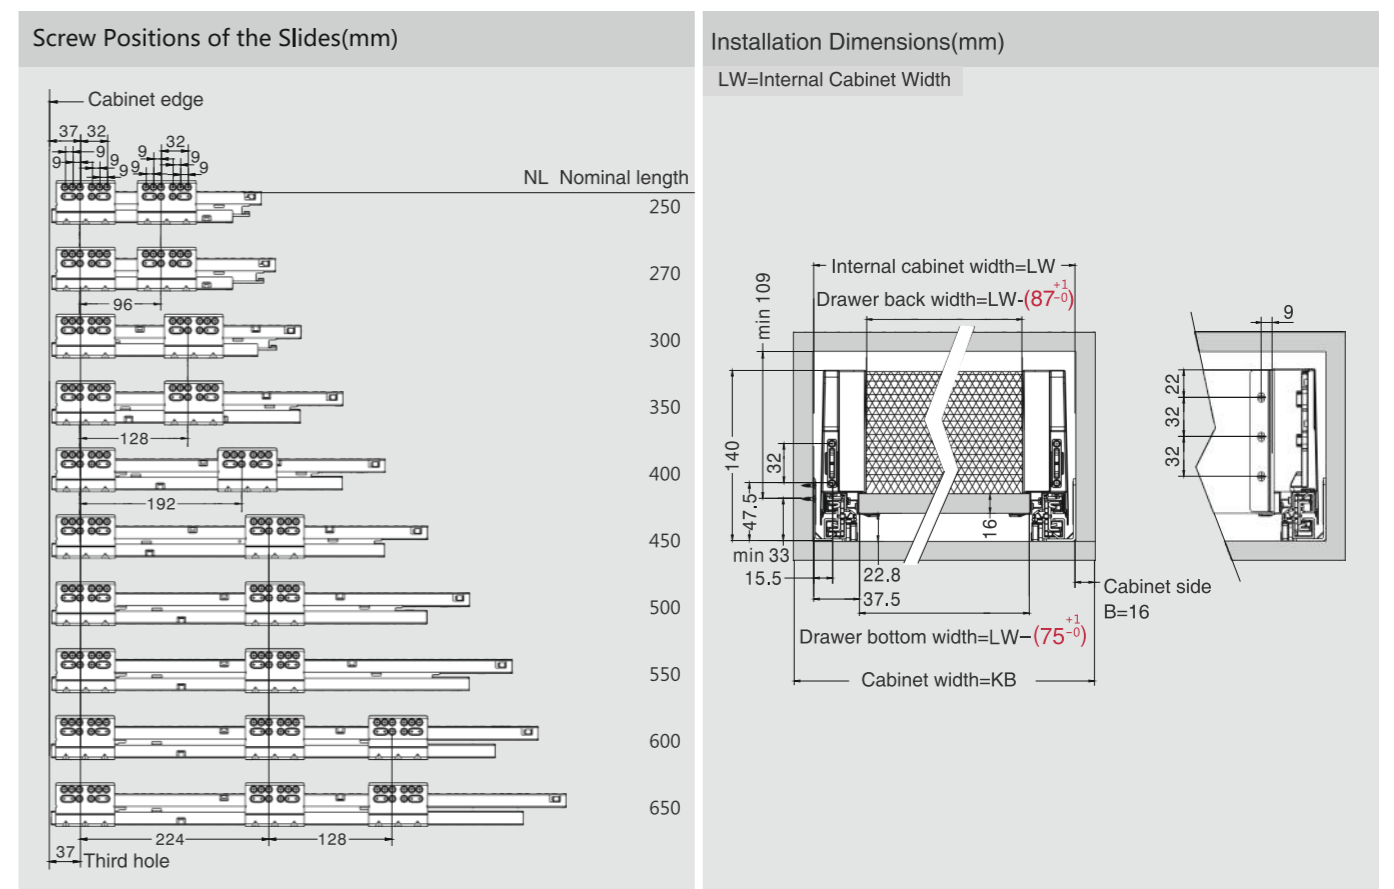 Screw Positions of the Slides(mm)
Cabinet edge
37 32
32
9 9 9 9 9
9 9 9
NL Nominal length
250
270
96
300
350
128
400
192
450
500
550
600
650
224 128
37 Third hole
Installation Dimensions(mm)
LW=Internal Cabinet Width
Internal cabinet width=LW
Drawer back width=LW-(87+1-0)
min 109
140
32
47.5
min 33
15.5
16
22.8
37.5
Drawer bottom width=LW-(75+1-0)
Cabinet width=KB
Cabinet side
B=16
9
22
32
32